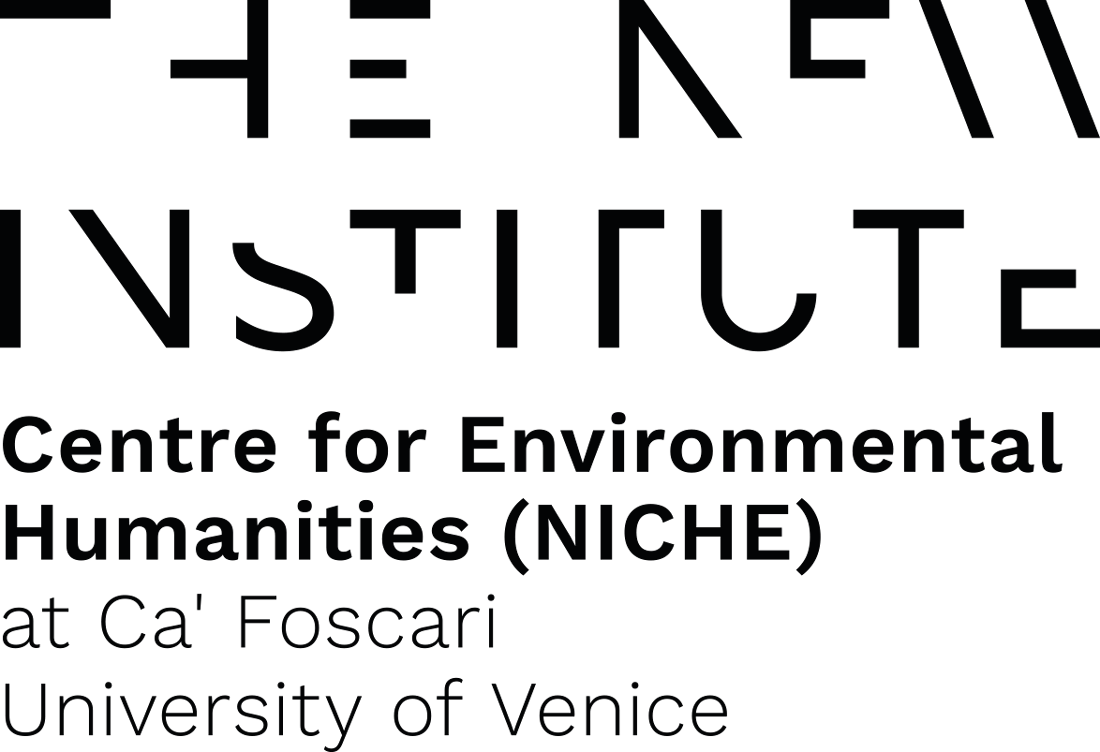 THE NEW
INSTITUTE
Centre for Environmental
Humanities (NICHE)
at Ca' Foscari
University of Venice